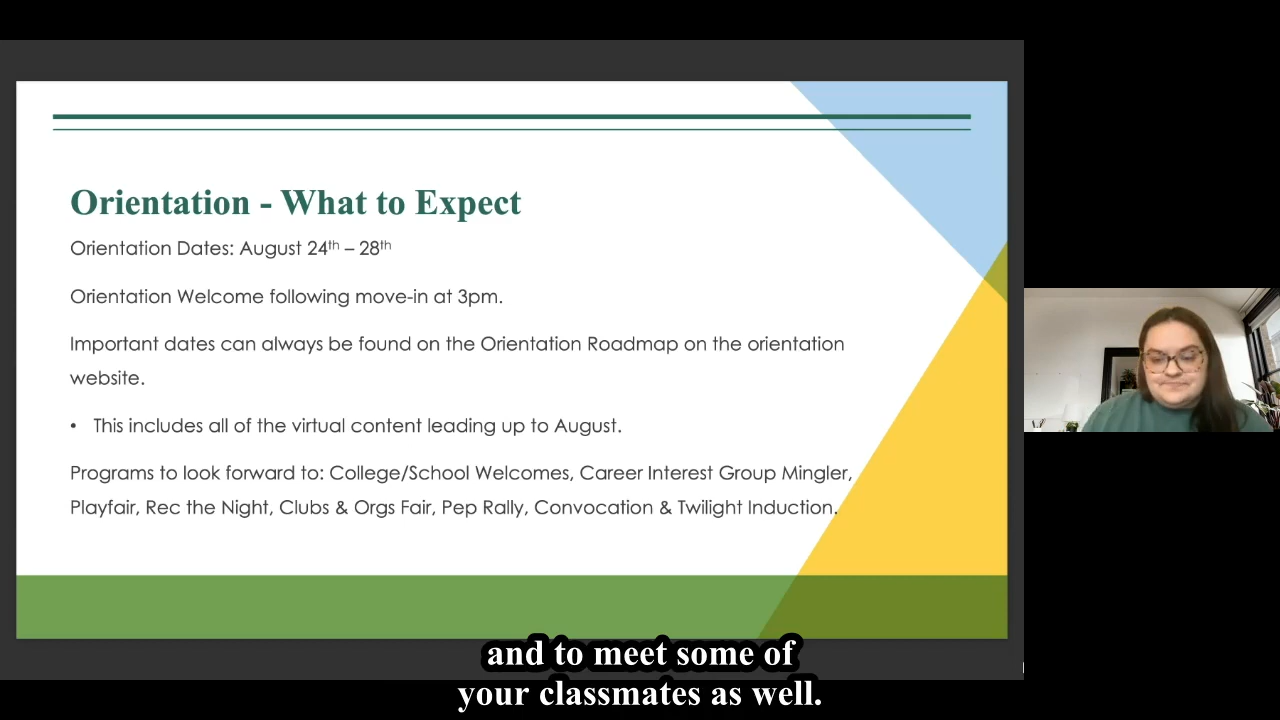 Orientation - What to Expect
Orientation Dates: August 24th – 28th
Orientation Welcome following move-in at 3pm.
Important dates can always be found on the Orientation Roadmap on the orientation
website.
• This includes all of the virtual content leading up to August.
Programs to look forward to: College/School Welcomes, Career Interest Group Mingler,
Playfair, Rec the Night, Clubs & Orgs Fair, Pep Rally, Convocation & Twilight Induction.
and to meet some of
your classmates as well.